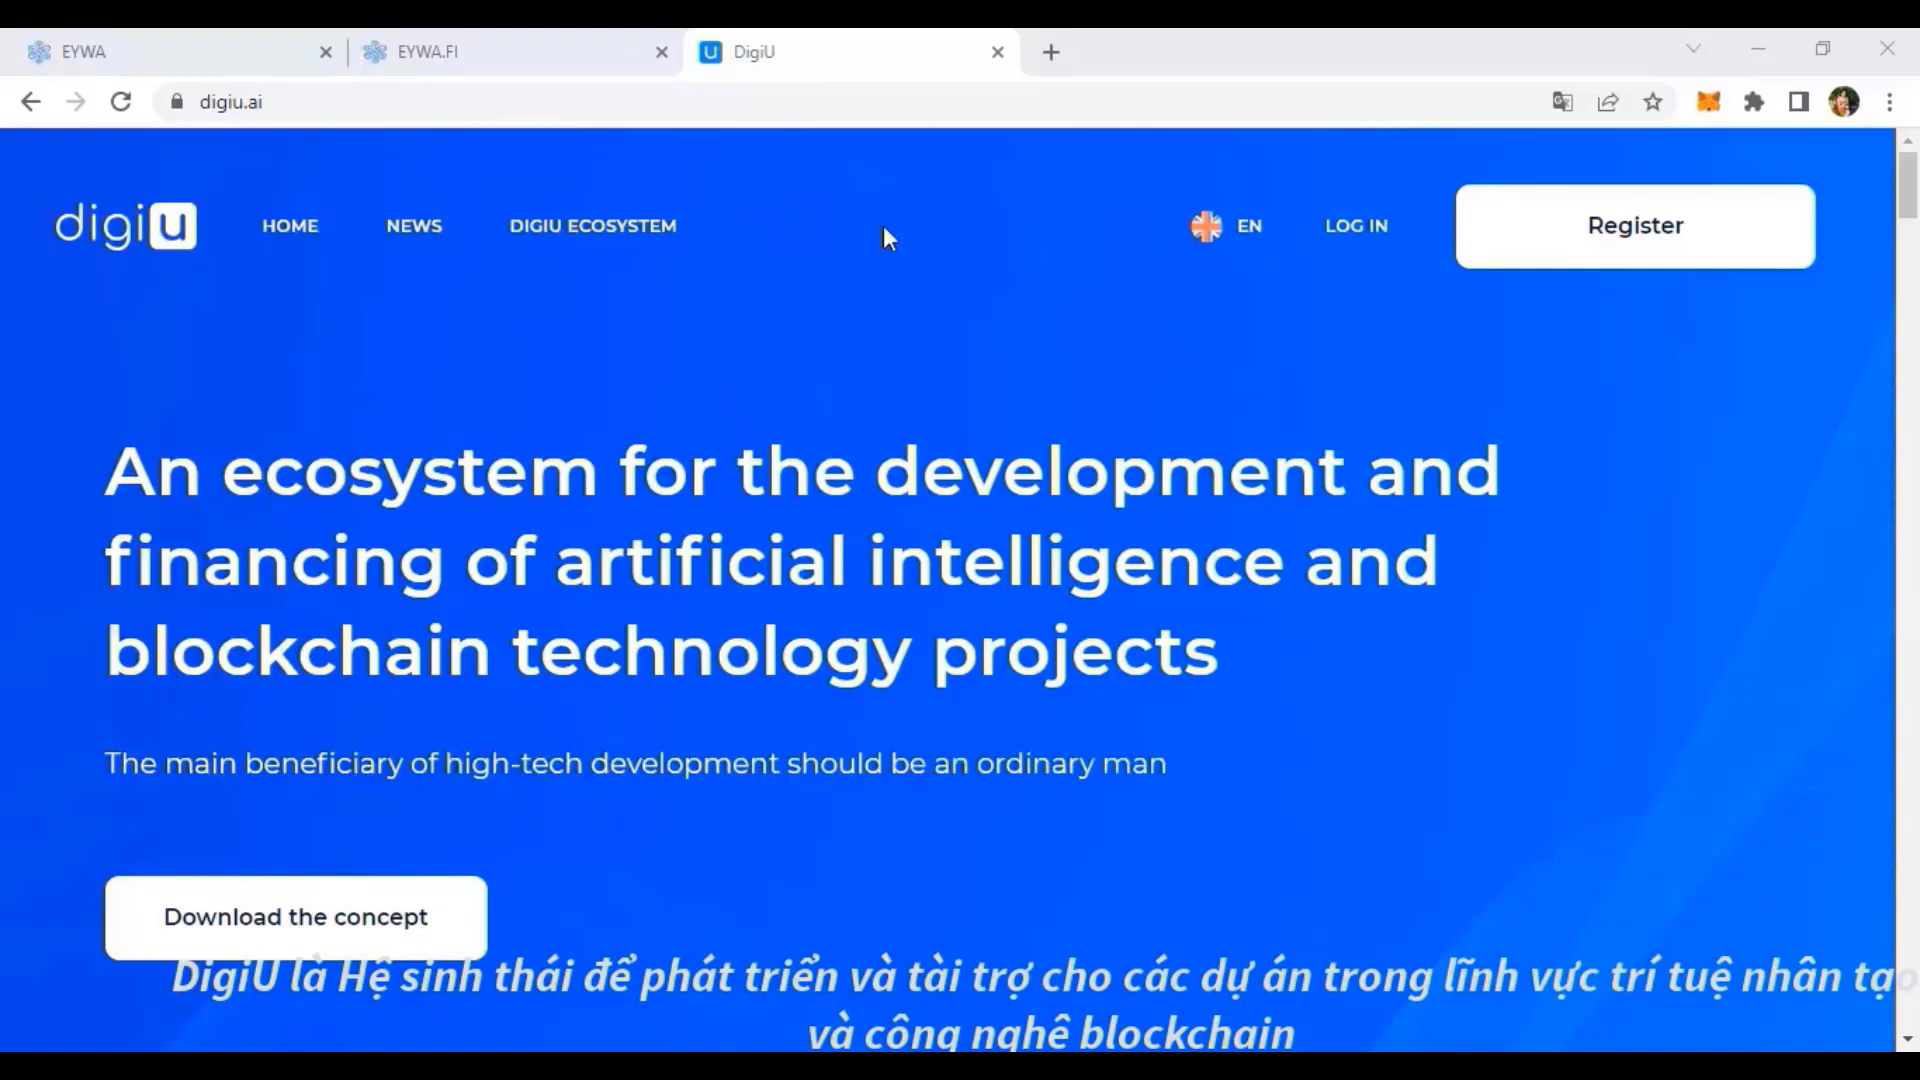 EYWA
EYWA.FI
DigiU
digiu.ai
digiu
HOME
NEWS
DIGIU ECOSYSTEM
EN
LOG IN
Register
An ecosystem for the development and
financing of artificial intelligence and
blockchain technology projects
The main beneficiary of high-tech development should be an ordinary man
Download the concept
DigiU là Hệ sinh thái để phát triển và tài trợ cho các dự án trong lĩnh vực trí tuệ nhân tạo
và công nghệ blockchain